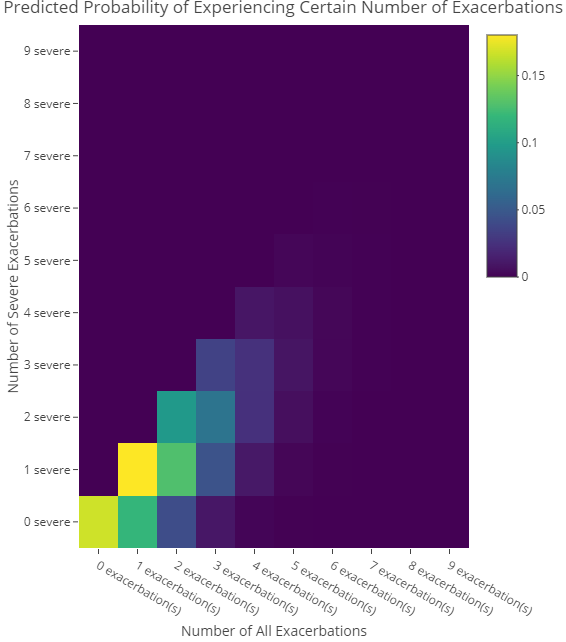 Predicted Probability of Experiencing Certain Number of Exacerbations
9 severe
8 severe
7 severe
6 severe
5 severe
4 severe
3 severe
2 severe
1 severe
0 severe
Number of Severe Exacerbations
0 exacerbation(s)
1 exacerbation(s)
2 exacerbation(s)
3 exacerbation(s)
4 exacerbation(s)
5 exacerbation(s)
6 exacerbation(s)
7 exacerbation(s)
8 exacerbation(s)
9 exacerbation(s)
Number of All Exacerbations
0.15
0.1
0.05
0